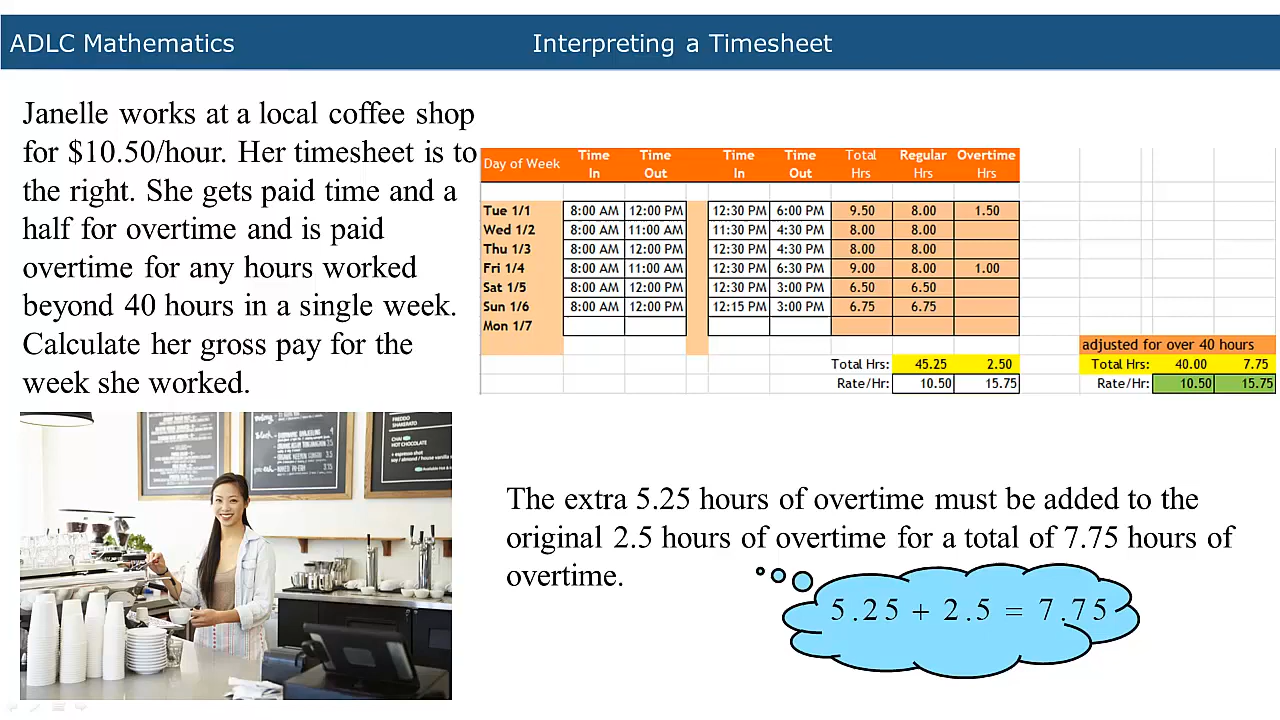 ADLC Mathematics
Interpreting a Timesheet
Janelle works at a local coffee shop
for $10.50/hour. Her timesheet is to
the right. She gets paid time and a
half for overtime and is paid
overtime for any hours worked
beyond 40 hours in a single week.
Calculate her gross pay for the
week she worked.
Day of Week Time In Time Out Time In Time Out Total Hrs Regular Hrs Overtime Hrs
Tue 1/1 8:00 AM 12:00 PM 12:30 PM 6:00 PM 9.50 8.00 1.50
Wed 1/2 8:00 AM 11:00 AM 11:30 PM 4:30 PM 8.00 8.00
Thu 1/3 8:00 AM 12:00 PM 12:30 PM 4:30 PM 8.00 8.00
Fri 1/4 8:00 AM 11:00 AM 12:30 PM 6:30 PM 9.00 8.00 1.00
Sat 1/5 8:00 AM 12:00 PM 12:30 PM 3:00 PM 6.50 6.50
Sun 1/6 8:00 AM 12:00 PM 12:15 PM 3:00 PM 6.75 6.75
Mon 1/7
Total Hrs: 45.25 2.50
Rate/Hr: 10.50 15.75
adjusted for over 40 hours
Total Hrs: 40.00 7.75
Rate/Hr: 10.50 15.75
FREDDO
SHAKERATO
CHAI
HOT CHOCOLATE
+ espresso shot
The extra 5.25 hours of overtime must be added to the
original 2.5 hours of overtime for a total of 7.75 hours of
overtime.
5.25 + 2.5 = 7.75